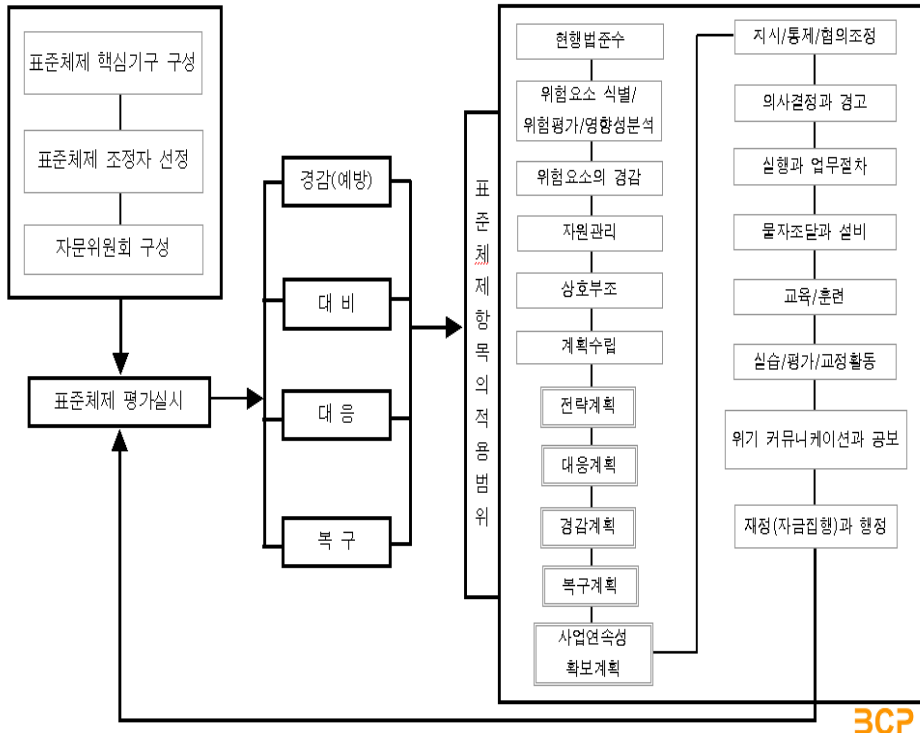 표준체제 핵심기구 구성
표준체제 조정자 선정
자문위원회 구성
표준체제 평가실시
경감(예방)
대 비
대 응
복 구
표
준
체
제
항
목
의
적
용
범
위
현행법준수
위험요소 식별/
위험평가/영향성분석
위험요소의 경감
자원관리
상호부조
계획수립
전략계획
대응계획
경감계획
복구계획
사업연속성
확보계획
지시/통제/협의조정
의사결정과 경고
실행과 업무절차
물자조달과 설비
교육/훈련
실습/평가/교정활동
위기 커뮤니케이션과 공보
재정(자금집행)과 행정
BCP